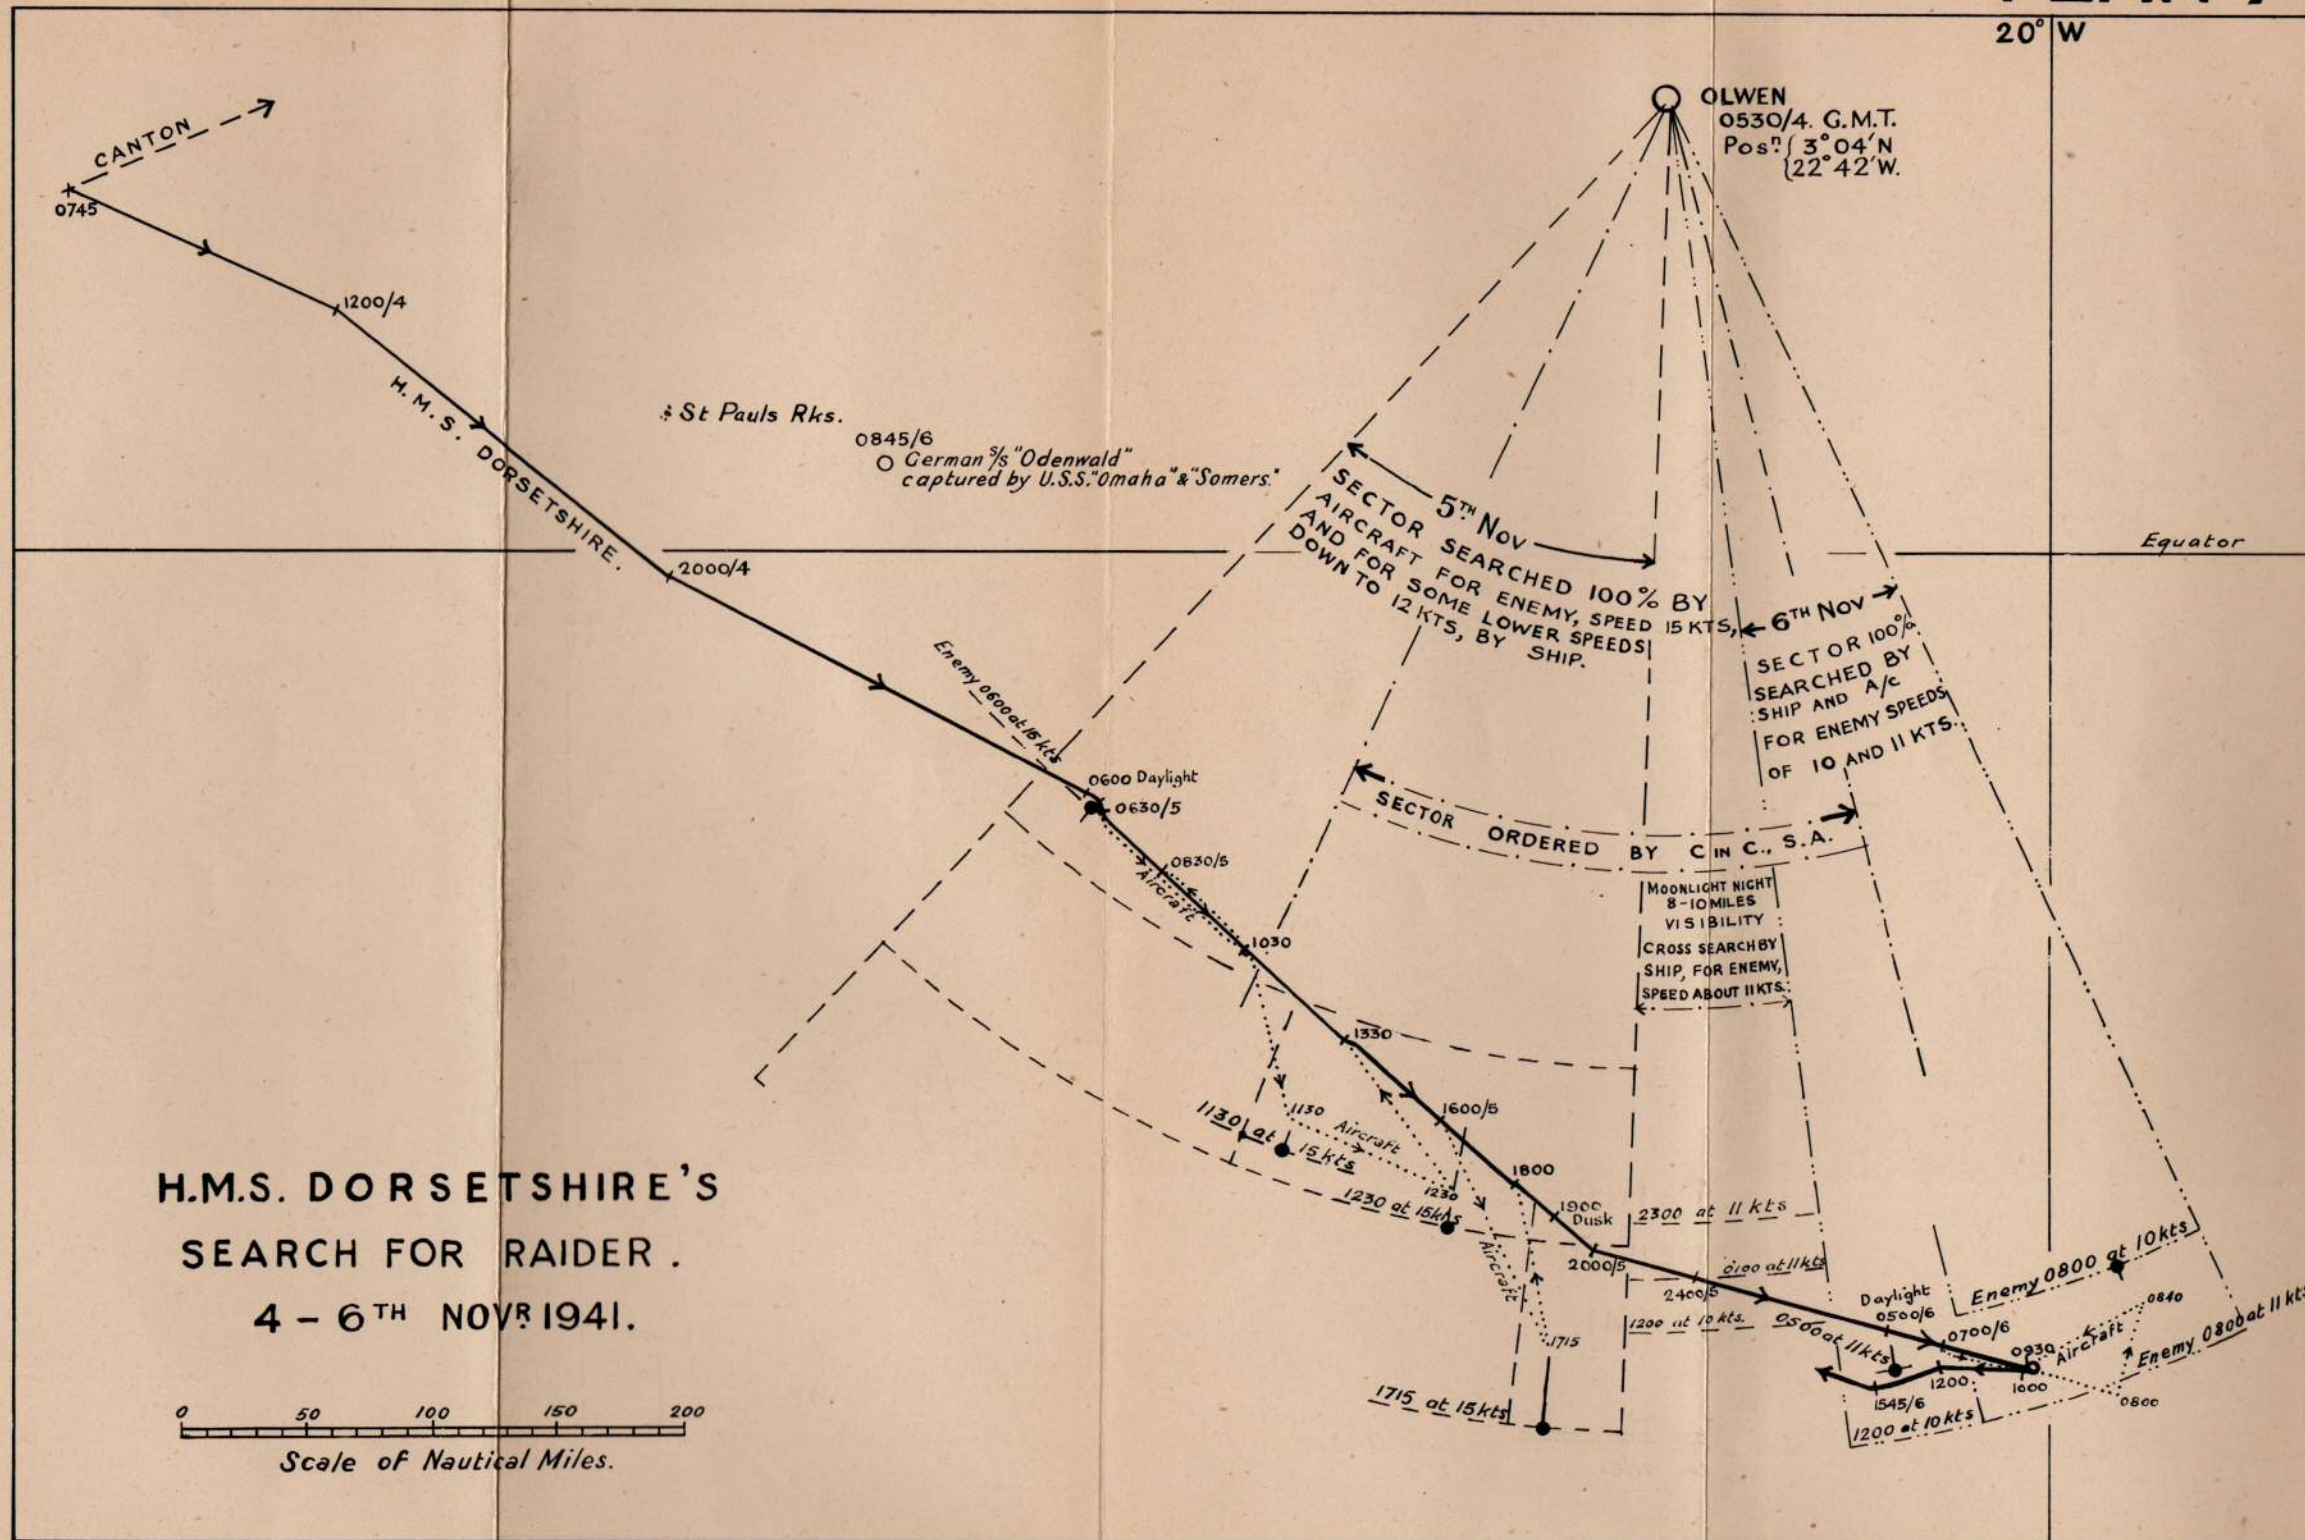 20° W
OLWEN
0530/4. G.M.T.
Posn. { 3° 04' N
{22° 42' W.
CANTON
0745
1200/4
H.M.S. DORSETSHIRE.
St Pauls Rks.
0845/6
German S/S "Odenwald"
captured by U.S.S. "Omaha" & "Somers."
2000/4
Equator
5TH Nov
SECTOR SEARCHED 100% BY
AIRCRAFT FOR ENEMY, SPEED 15 KTS,
AND FOR SOME LOWER SPEEDS
DOWN TO 12 KTS, BY SHIP.
6TH NOV
SECTOR 100%
SEARCHED BY
SHIP AND A/c
FOR ENEMY SPEEDS
OF 10 AND 11 KTS.
Enemy 0600 at 15 kts
0600 Daylight
0630/5
0830/5
Aircraft
1030
SECTOR ORDERED BY C IN C., S.A.
MOONLIGHT NIGHT
8-10 MILES
VISIBILITY
CROSS SEARCH BY
SHIP, FOR ENEMY,
SPEED ABOUT 11 KTS.
1330
1130
1130 at 15 kts
Aircraft
1230
1230 at 15 kts
1600/5
1800
1900
Dusk
2000/5
Aircraft
1715
1715 at 15 kts
2300 at 11 kts
0100 at 11 kts
2400/5
1200 at 10 kts.
0500 at 11 kts
Daylight
0500/6
0700/6
0930
Aircraft
0840
0800
Enemy 0800 at 10 kts
Enemy 0800 at 11 kts
1000
1200
1545/6
1200 at 10 kts
H.M.S. DORSETSHIRE'S
SEARCH FOR RAIDER.
4 - 6TH NOVR. 1941.
0 50 100 150 200
Scale of Nautical Miles.